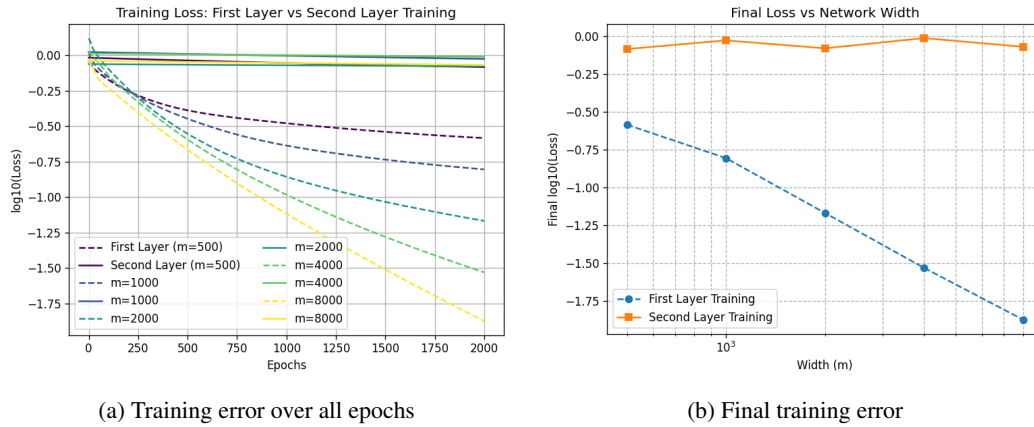 Training Loss: First Layer vs Second Layer Training
0.00
−0.25
−0.50
−0.75
−1.00
−1.25
−1.50
−1.75
log10(Loss)
First Layer (m=500)
Second Layer (m=500)
m=1000
m=1000
m=2000
m=2000
m=4000
m=4000
m=8000
m=8000
0 250 500 750 1000 1250 1500 1750 2000
Epochs
(a) Training error over all epochs
Final Loss vs Network Width
0.00
−0.25
−0.50
−0.75
−1.00
−1.25
−1.50
−1.75
Final log10(Loss)
First Layer Training
Second Layer Training
10³
Width (m)
(b) Final training error